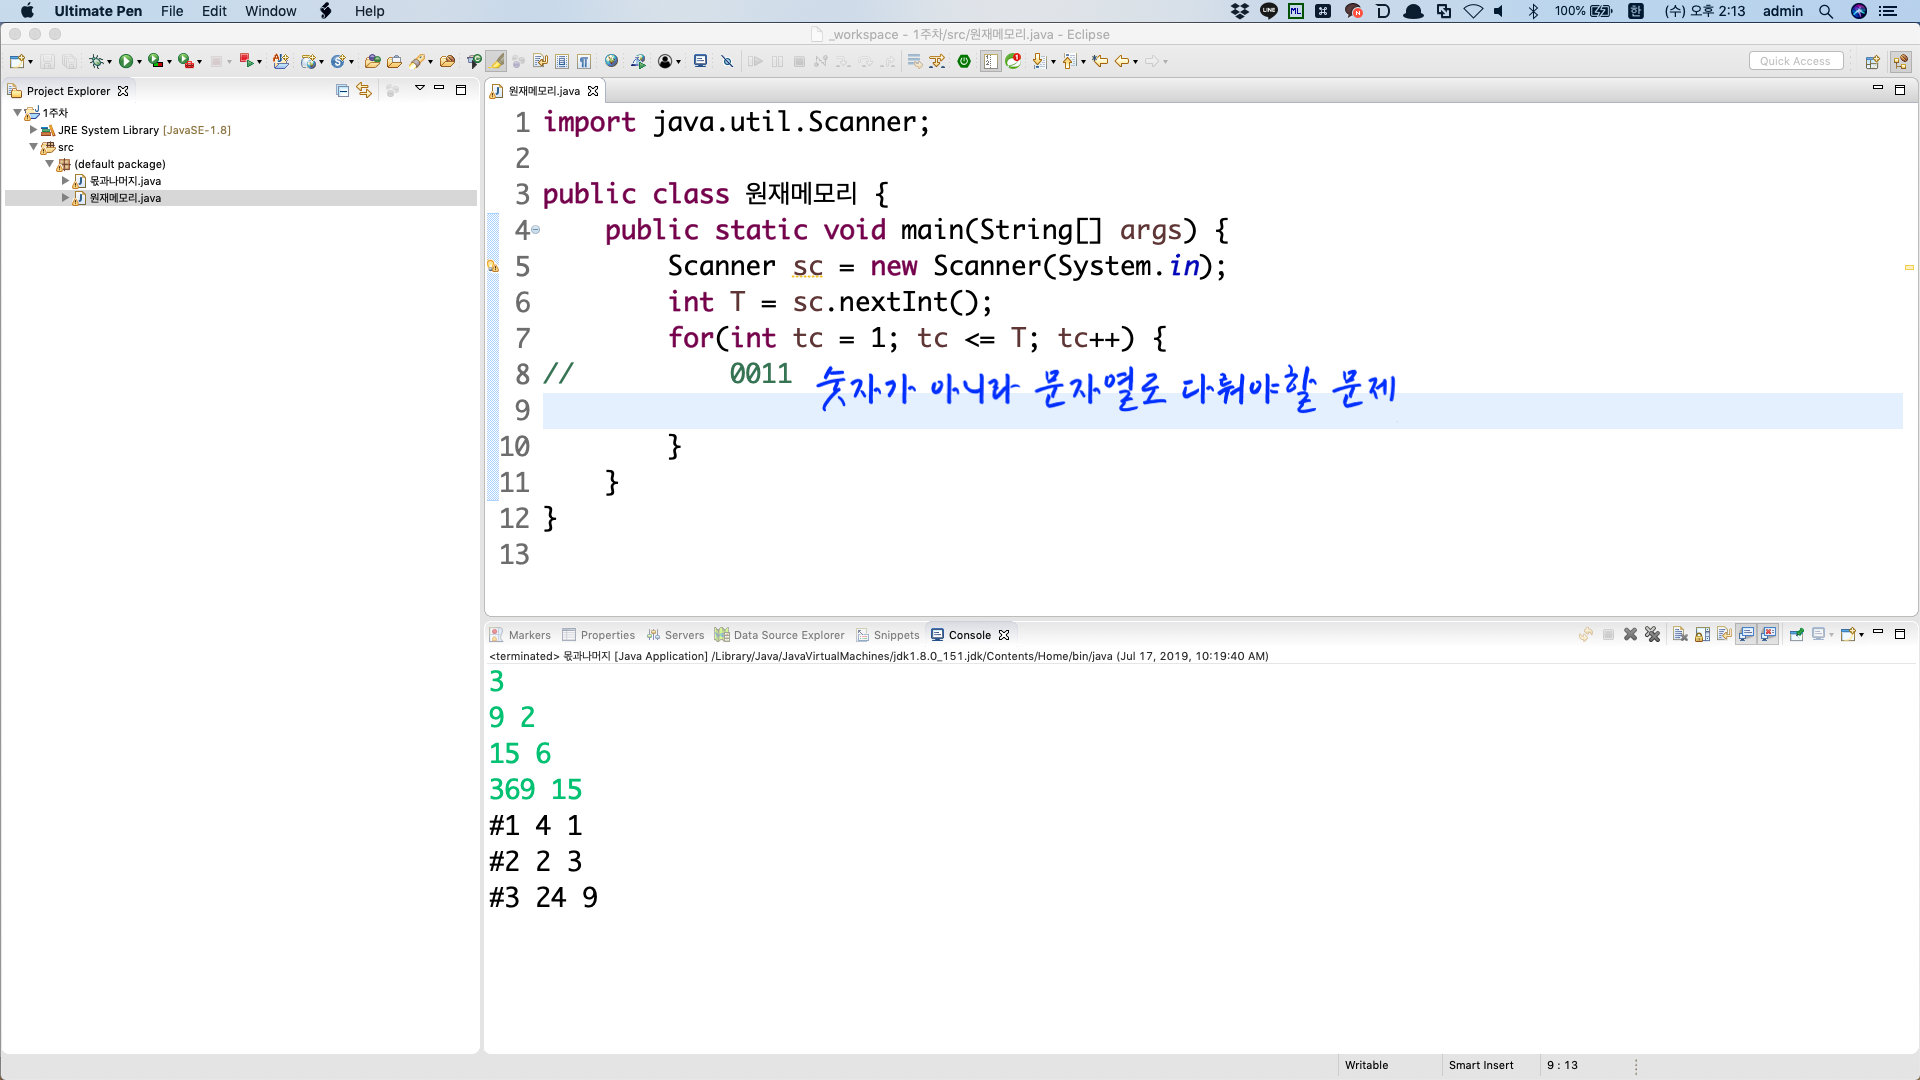 Ultimate Pen File Edit Window Help 100% 한 (수) 오후 2:13 admin
_workspace - 1주차/src/원재메모리.java - Eclipse
Quick Access
Project Explorer
1주차
JRE System Library [JavaSE-1.8]
src
(default package)
몫과나머지.java
원재메모리.java
원재메모리.java
1 import java.util.Scanner;
2
3 public class 원재메모리 {
4 public static void main(String[] args) {
5 Scanner sc = new Scanner(System.in);
6 int T = sc.nextInt();
7 for(int tc = 1; tc <= T; tc++) {
8 // 0011 숫자가 아니라 문자열로 다뤄야할 문제
9
10 }
11 }
12 }
13
Markers Properties Servers Data Source Explorer Snippets Console
<terminated> 몫과나머지 [Java Application] /Library/Java/JavaVirtualMachines/jdk1.8.0_151.jdk/Contents/Home/bin/java (Jul 17, 2019, 10:19:40 AM)
3
9 2
15 6
369 15
#1 4 1
#2 2 3
#3 24 9
Writable Smart Insert 9 : 13